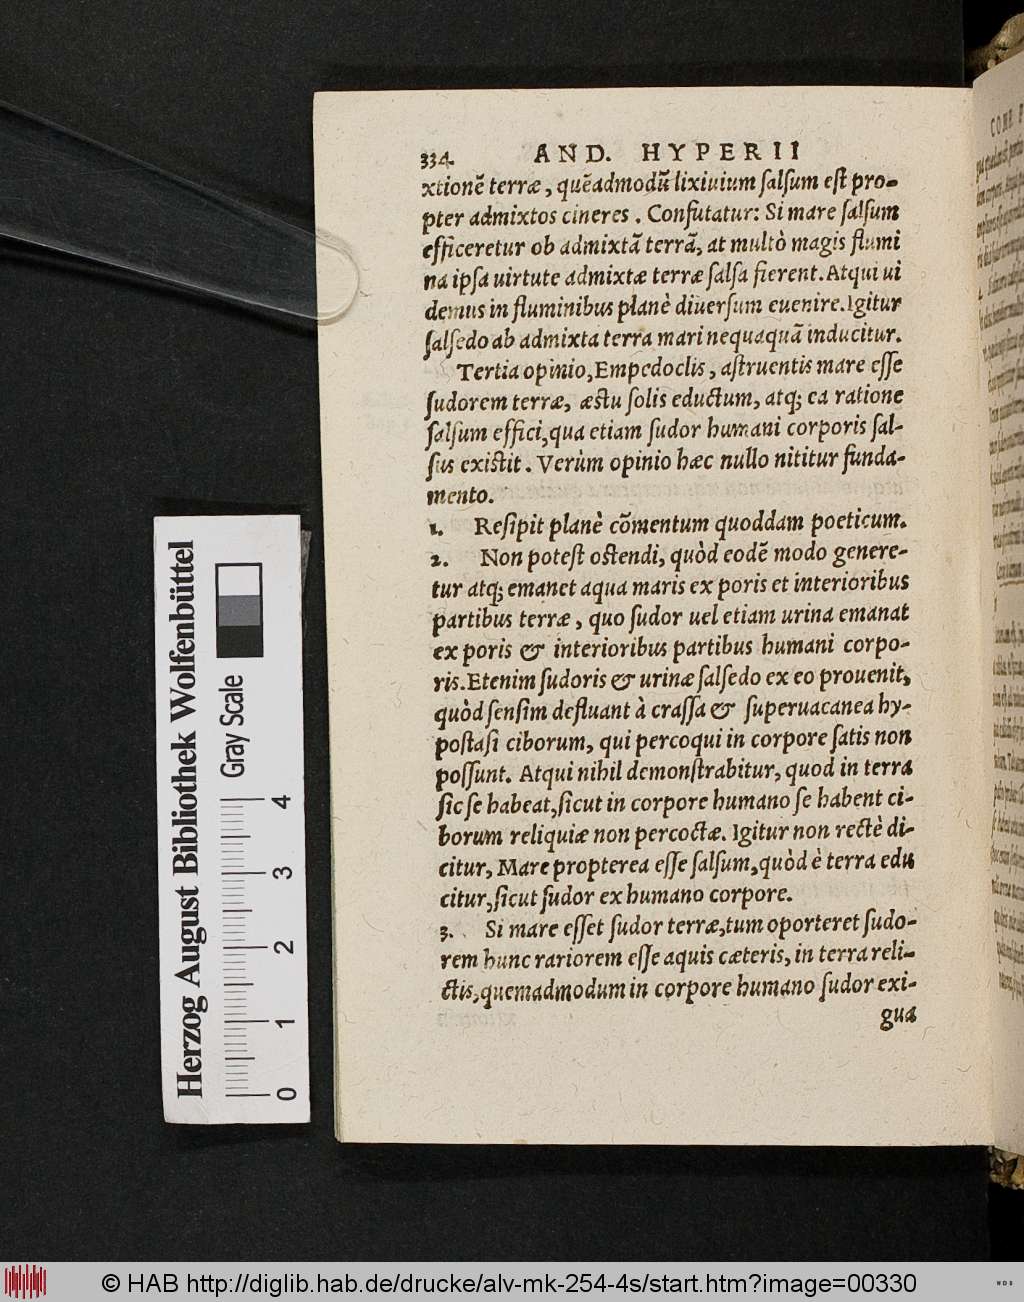 334. AND. HYPERII
xtionē terræ, quēadmodū lixiuium ſalſum eſt pro-
pter admixtos cineres. Confutatur: Si mare ſalſum
efficeretur ob admixtā terrā, at multò magis flumi
na ipſa uirtute admixtæ terræ ſalſa fierent. Atqui ui
demus in fluminibus planè diuerſum euenire. Igitur
ſalſedo ab admixta terra mari nequaquā inducitur.
Tertia opinio, Empedoclis, aſtruentis mare eſſe
ſudorem terræ, æſtu ſolis eductum, atq; ea ratione
ſalſum effici, qua etiam ſudor humani corporis ſal-
ſus exiſtit. Verùm opinio hæc nullo nititur funda-
mento.
1. Reſipit planè cōmentum quoddam poeticum.
2. Non poteſt oſtendi, quòd eodē modo genere-
tur atq; emanet aqua maris ex poris et interioribus
partibus terræ, quo ſudor uel etiam urina emanat
ex poris & interioribus partibus humani corpo-
ris. Etenim ſudoris & urinæ ſalſedo ex eo prouenit,
quòd ſenſim defluant à craſſa & ſuperuacanea hy-
poſtaſi ciborum, qui percoqui in corpore ſatis non
poſſunt. Atqui nihil demonſtrabitur, quod in terra
ſic ſe habeat, ſicut in corpore humano ſe habent ci-
borum reliquiæ non percoctæ. Igitur non rectè di-
citur, Mare propterea eſſe ſalſum, quòd è terra edu
citur, ſicut ſudor ex humano corpore.
3. Si mare eſſet ſudor terræ, tum oporteret ſudo-
rem hunc rariorem eſſe aquis cæteris, in terra reli-
ctis, quemadmodum in corpore humano ſudor exi-
gua
Herzog August Bibliothek Wolfenbüttel
Gray Scale
0 1 2 3 4
© HAB http://diglib.hab.de/drucke/alv-mk-254-4s/start.htm?image=00330